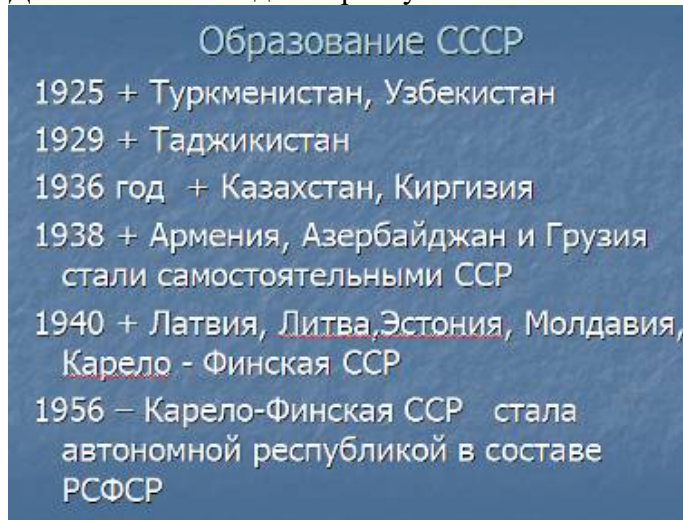 Образование СССР
1925 + Туркменистан, Узбекистан
1929 + Таджикистан
1936 год + Казахстан, Киргизия
1938 + Армения, Азербайджан и Грузия
стали самостоятельными ССР
1940 + Латвия, Литва,Эстония, Молдавия,
Карело - Финская ССР
1956 – Карело-Финская ССР стала
автономной республикой в составе
РСФСР